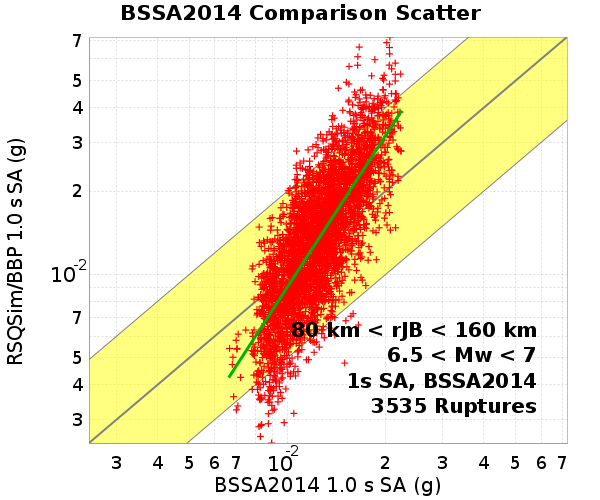 BSSA2014 Comparison Scatter
RSQSim/BBP 1.0 s SA (g)
7
5
4
3
2
10-2
7
5
4
3
80 km < rJB < 160 km
6.5 < Mw < 7
1s SA, BSSA2014
3535 Ruptures
3 4 5 6 7 10-2 2 3 4 5 6 7
BSSA2014 1.0 s SA (g)